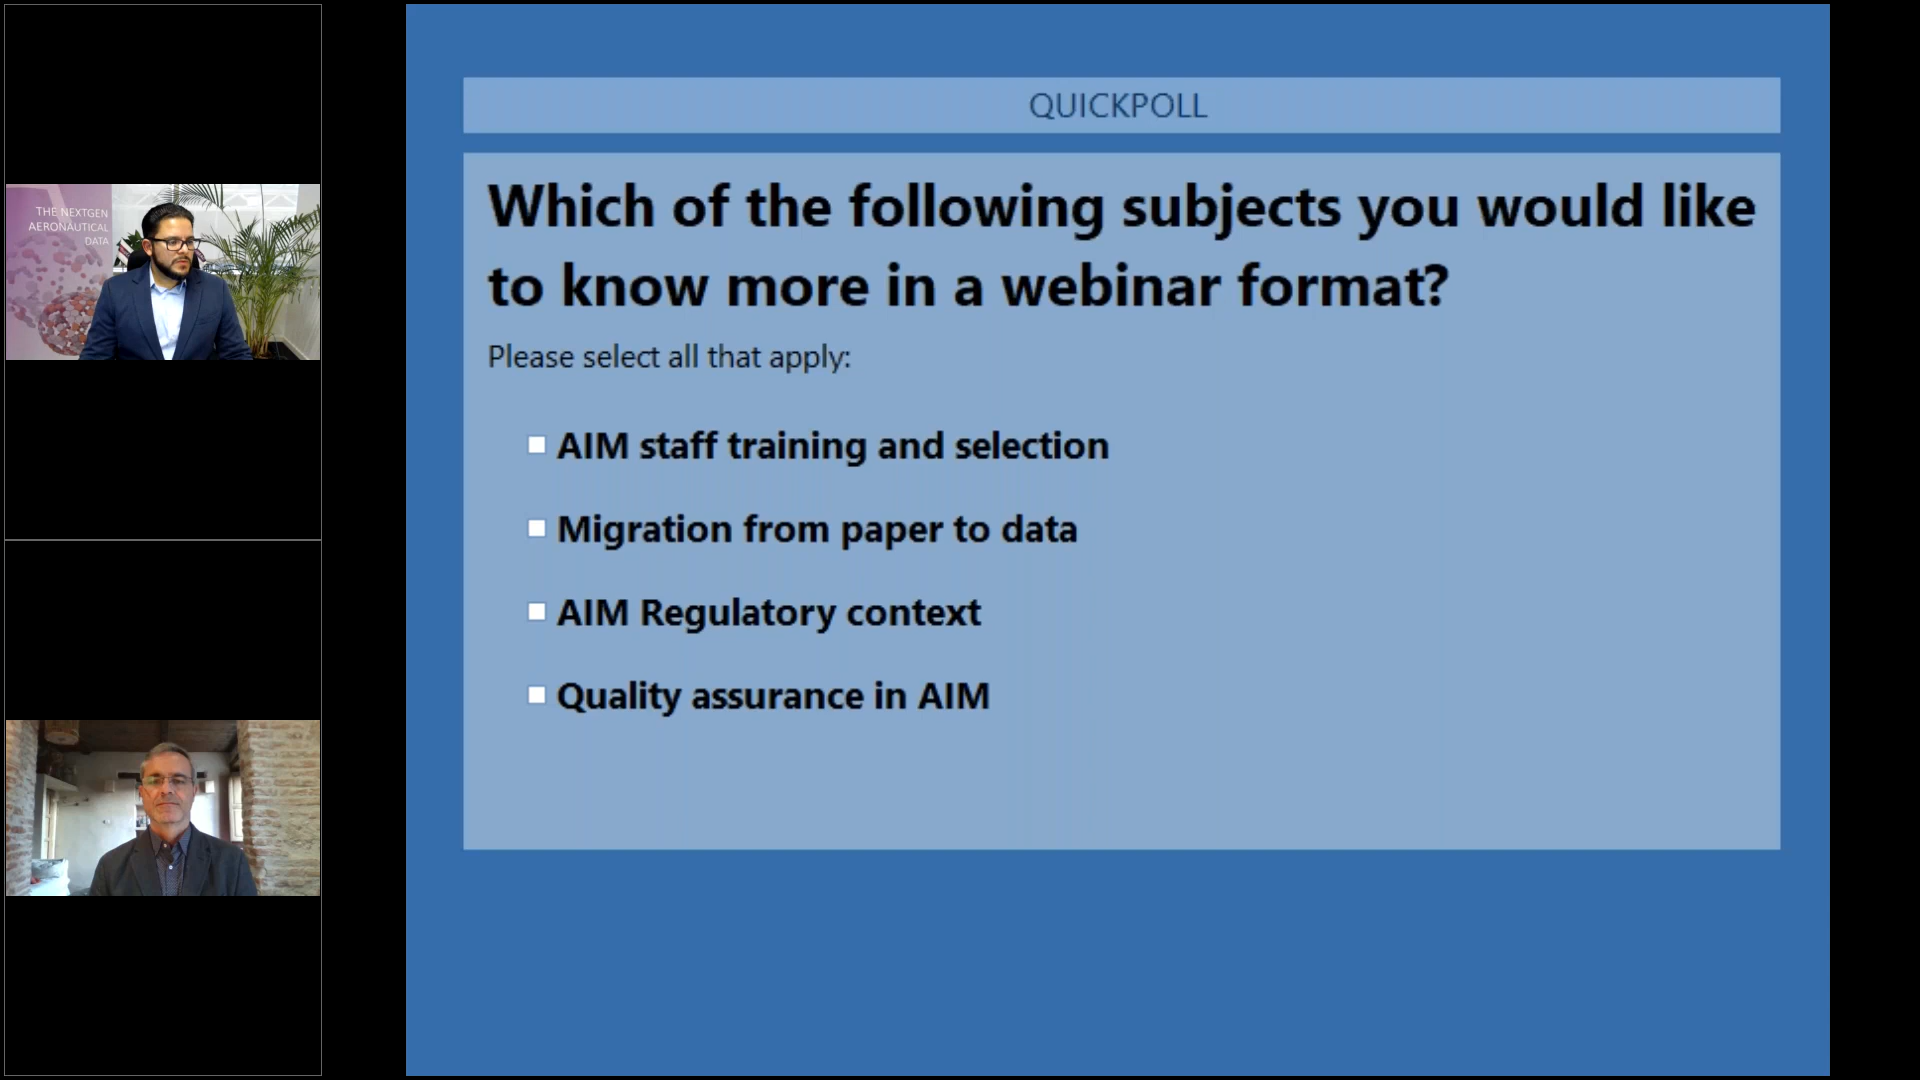 THE NEXTGEN
AERONAUTICAL
DATA
QUICKPOLL
Which of the following subjects you would like
to know more in a webinar format?
Please select all that apply:
AIM staff training and selection
Migration from paper to data
AIM Regulatory context
Quality assurance in AIM